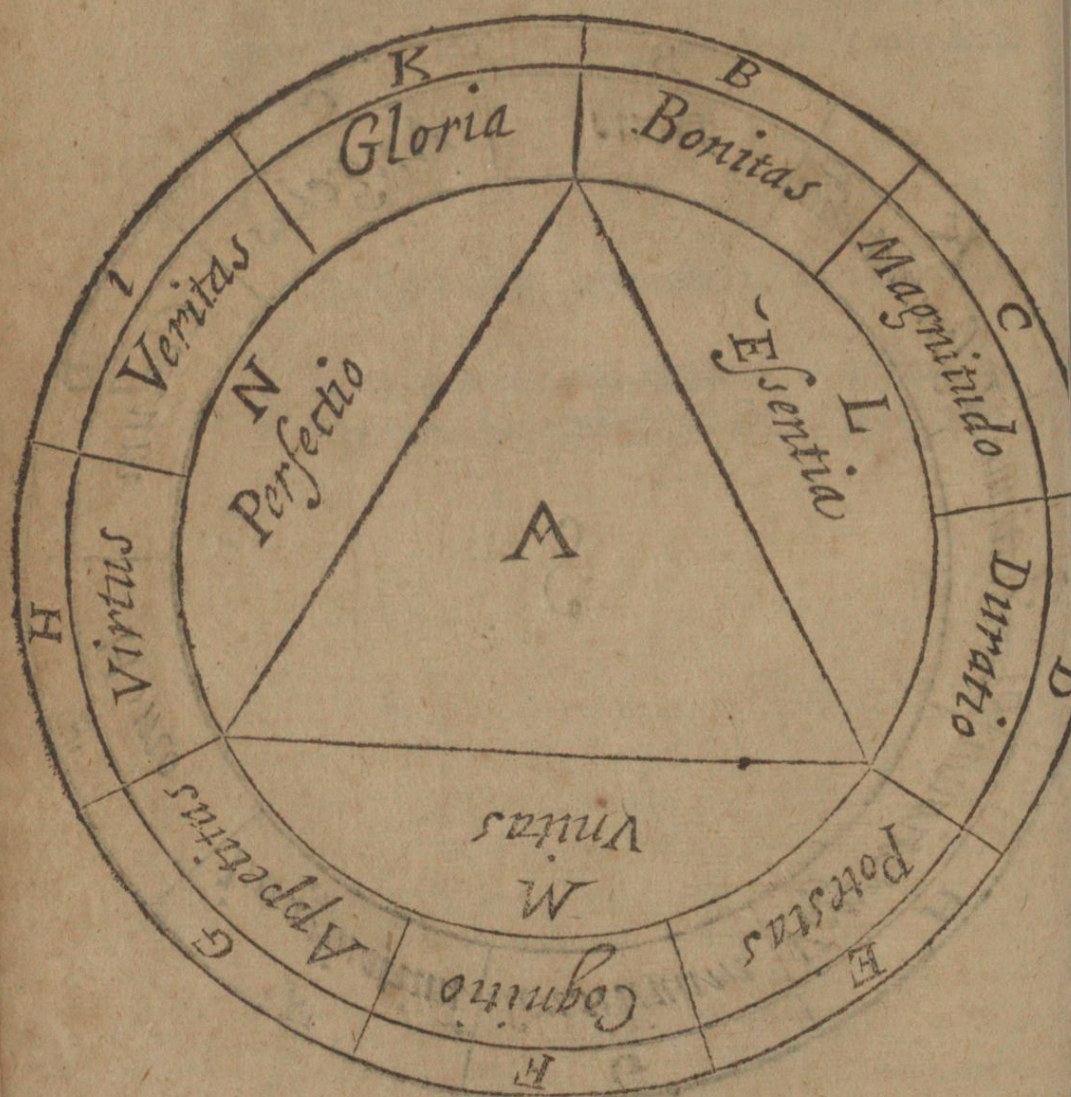 B
Bonitas
C
Magnitudo
D
Duratio
E
Potestas
F
Cognitio
G
Appetitus
H
Virtus
I
Veritas
K
Gloria
L
Eſsentia
M
Vnitas
N
Perfectio
A